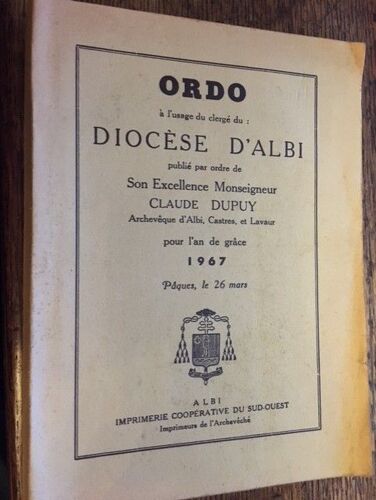 ORDO
à l'usage du clergé du :
DIOCÈSE D'ALBI
publié par ordre de
Son Excellence Monseigneur
CLAUDE DUPUY
Archevêque d'Albi, Castres, et Lavaur
pour l'an de grâce
1967
Pâques, le 26 mars
ALBI
IMPRIMERIE COOPÉRATIVE DU SUD-OUEST
Imprimeurs de l'Archevêché